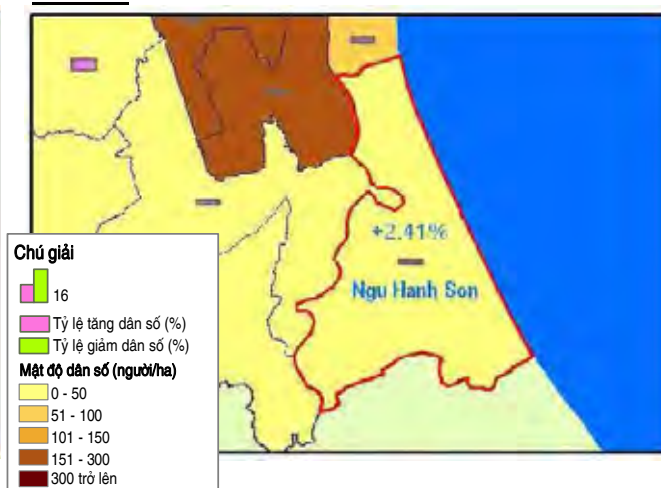 +2.41%
Ngu Hanh Son
Chú giải
16
Tỷ lệ tăng dân số (%)
Tỷ lệ giảm dân số (%)
Mật độ dân số (người/ha)
0 - 50
51 - 100
101 - 150
151 - 300
300 trở lên